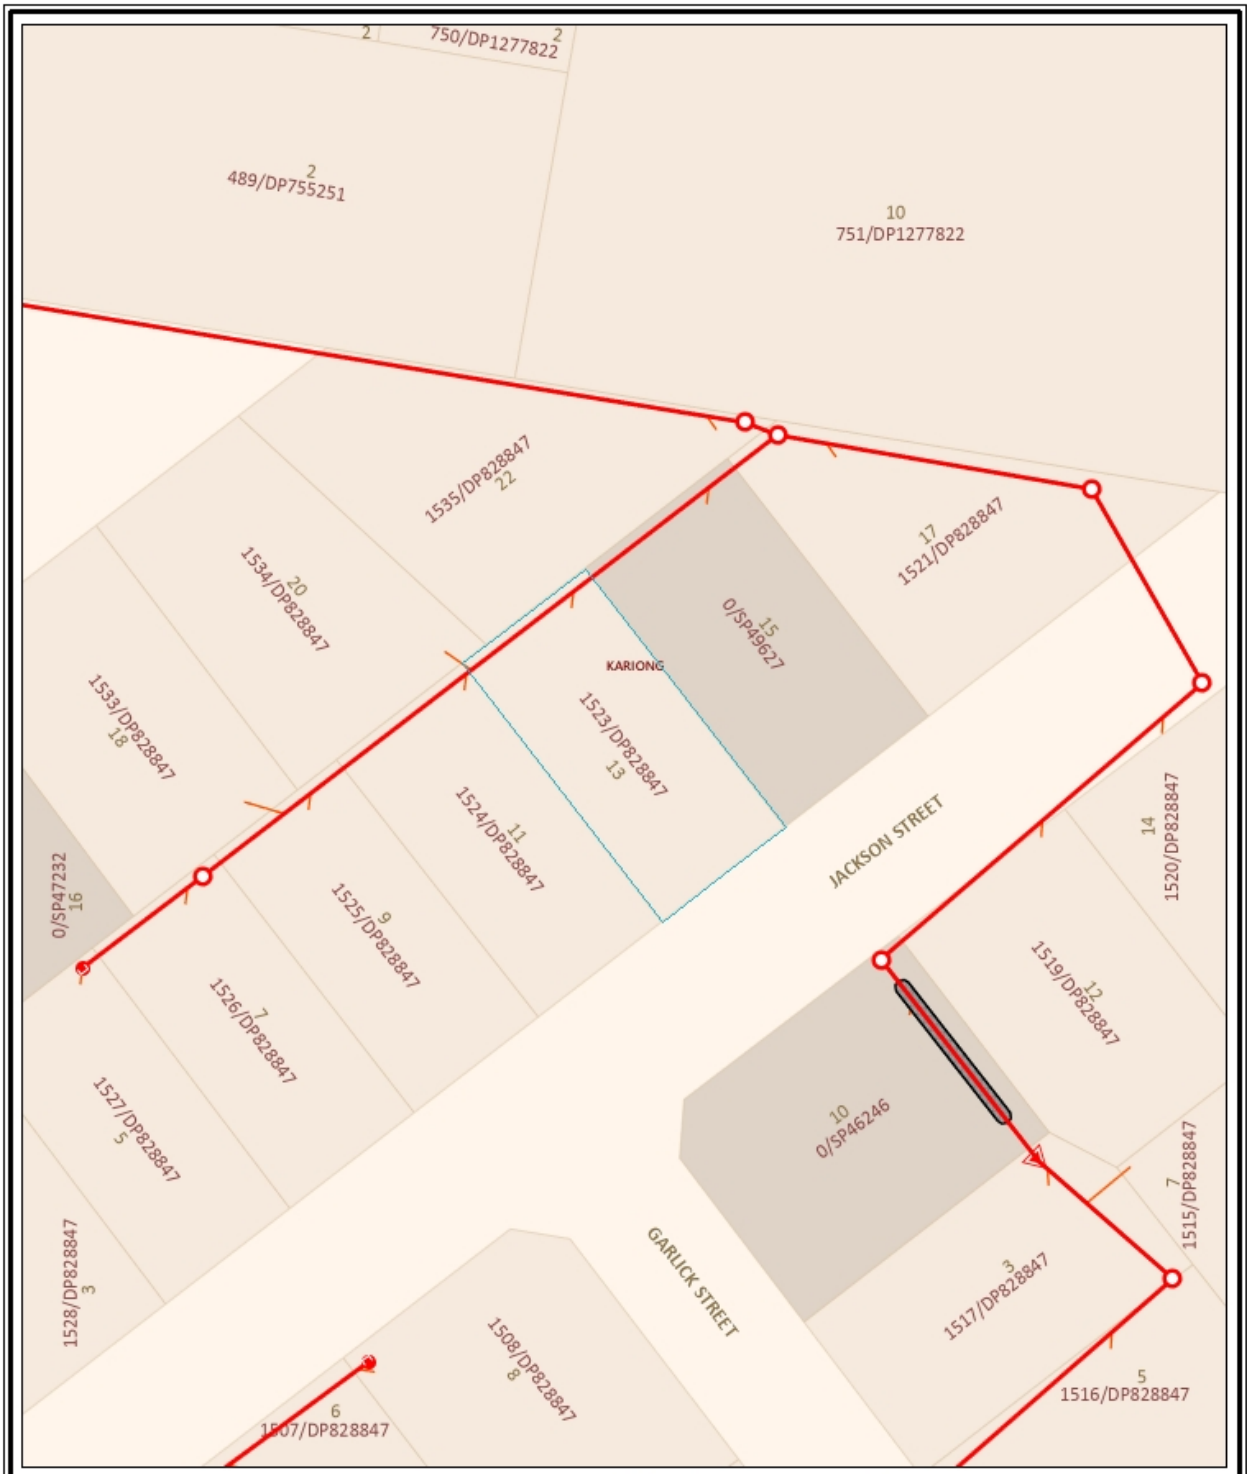 2
750/DP1277822
2
2
489/DP755251
10
751/DP1277822
1535/DP828847
22
17
1521/DP828847
20
1534/DP828847
15
0/SP49627
KARIONG
1533/DP828847
18
1523/DP828847
13
11
1524/DP828847
JACKSON STREET
14
1520/DP828847
0/SP47232
16
9
1525/DP828847
12
1519/DP828847
7
1526/DP828847
10
0/SP46246
1527/DP828847
5
7
1515/DP828847
1528/DP828847
3
GARLICK STREET
3
1517/DP828847
1508/DP828847
8
5
1516/DP828847
6
1507/DP828847